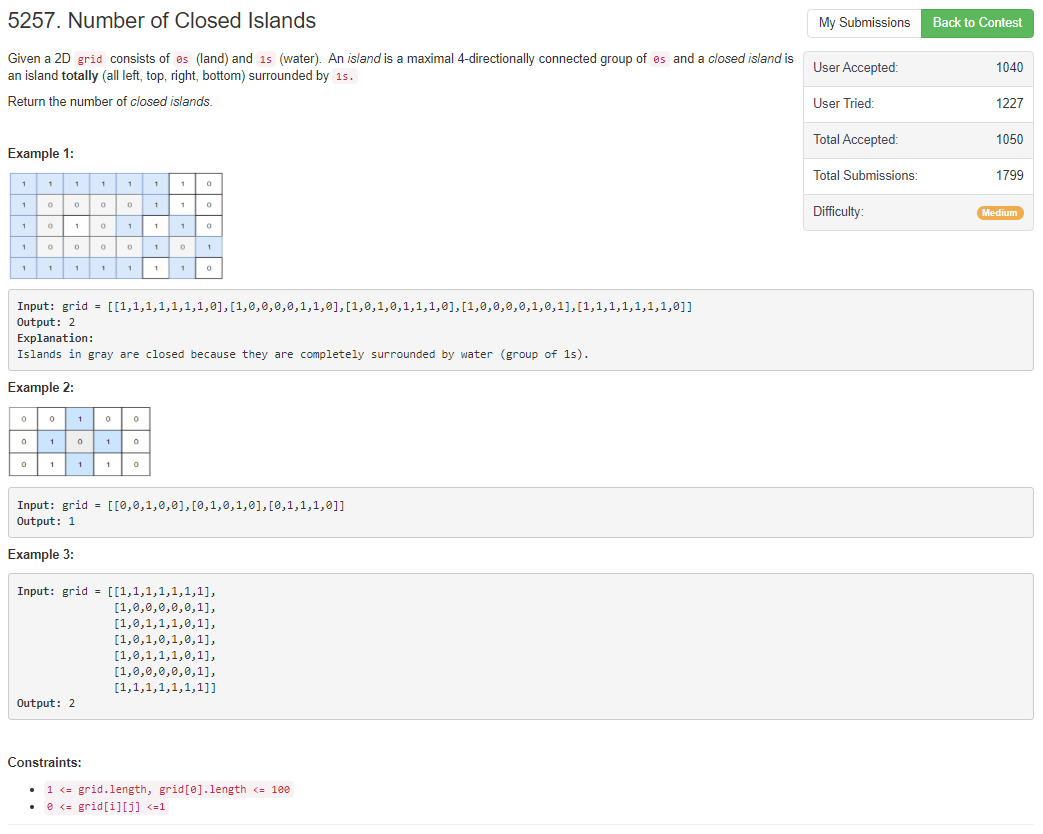 5257. Number of Closed Islands
My Submissions
Back to Contest
Given a 2D grid consists of 0s (land) and 1s (water).  An island is a maximal 4-directionally connected group of 0s and a closed island is
an island totally (all left, top, right, bottom) surrounded by 1s.
Return the number of closed islands.
User Accepted: 1040
User Tried: 1227
Total Accepted: 1050
Total Submissions: 1799
Difficulty: Medium
Example 1:
1 1 1 1 1 1 1 0
1 0 0 0 0 1 1 0
1 0 1 0 1 1 1 0
1 0 0 0 0 1 0 1
1 1 1 1 1 1 1 0
Input: grid = [[1,1,1,1,1,1,1,0],[1,0,0,0,0,1,1,0],[1,0,1,0,1,1,1,0],[1,0,0,0,0,1,0,1],[1,1,1,1,1,1,1,0]]
Output: 2
Explanation:
Islands in gray are closed because they are completely surrounded by water (group of 1s).
Example 2:
0 0 1 0 0
0 1 0 1 0
0 1 1 1 0
Input: grid = [[0,0,1,0,0],[0,1,0,1,0],[0,1,1,1,0]]
Output: 1
Example 3:
Input: grid = [[1,1,1,1,1,1,1],
[1,0,0,0,0,0,1],
[1,0,1,1,1,0,1],
[1,0,1,0,1,0,1],
[1,0,1,1,1,0,1],
[1,0,0,0,0,0,1],
[1,1,1,1,1,1,1]]
Output: 2
Constraints:
• 1 <= grid.length, grid[0].length <= 100
• 0 <= grid[i][j] <=1